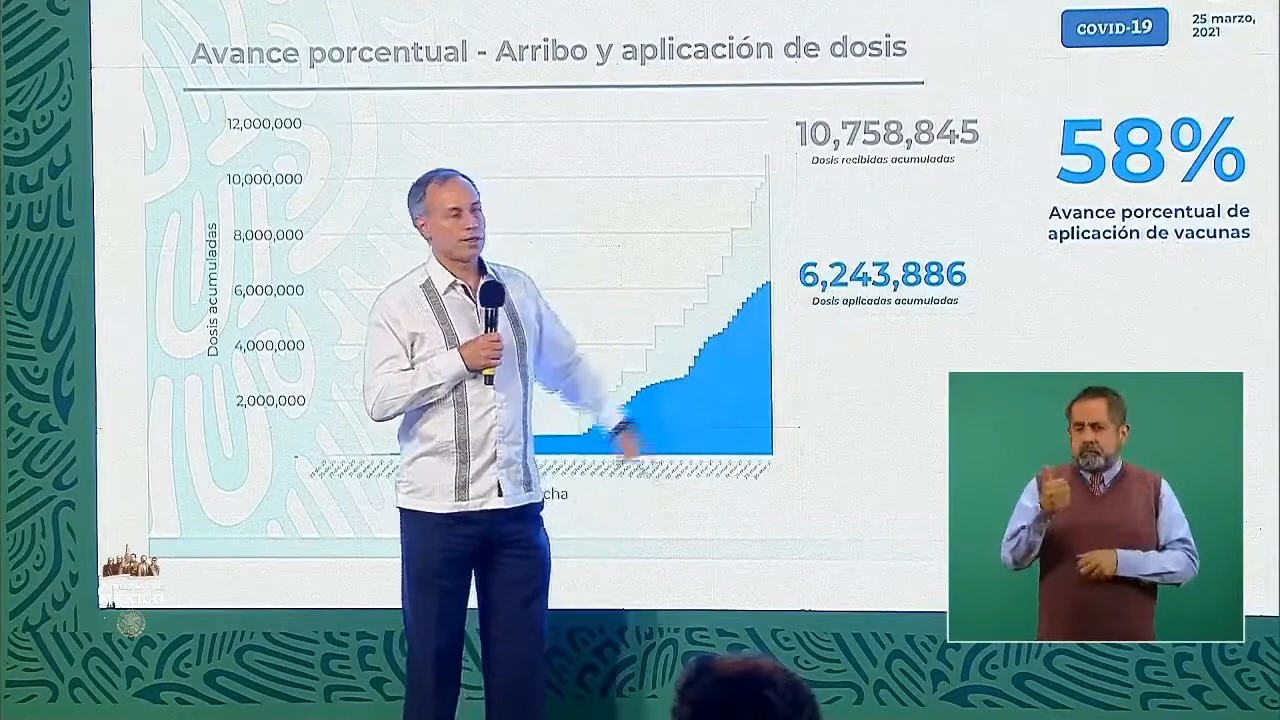 COVID-19
25 marzo,
2021
Avance porcentual - Arribo y aplicación de dosis
12,000,000
10,000,000
8,000,000
6,000,000
4,000,000
2,000,000
Dosis acumuladas
cha
10,758,845
Dosis recibidas acumuladas
6,243,886
Dosis aplicadas acumuladas
58%
Avance porcentual de
aplicación de vacunas
MÉXICO